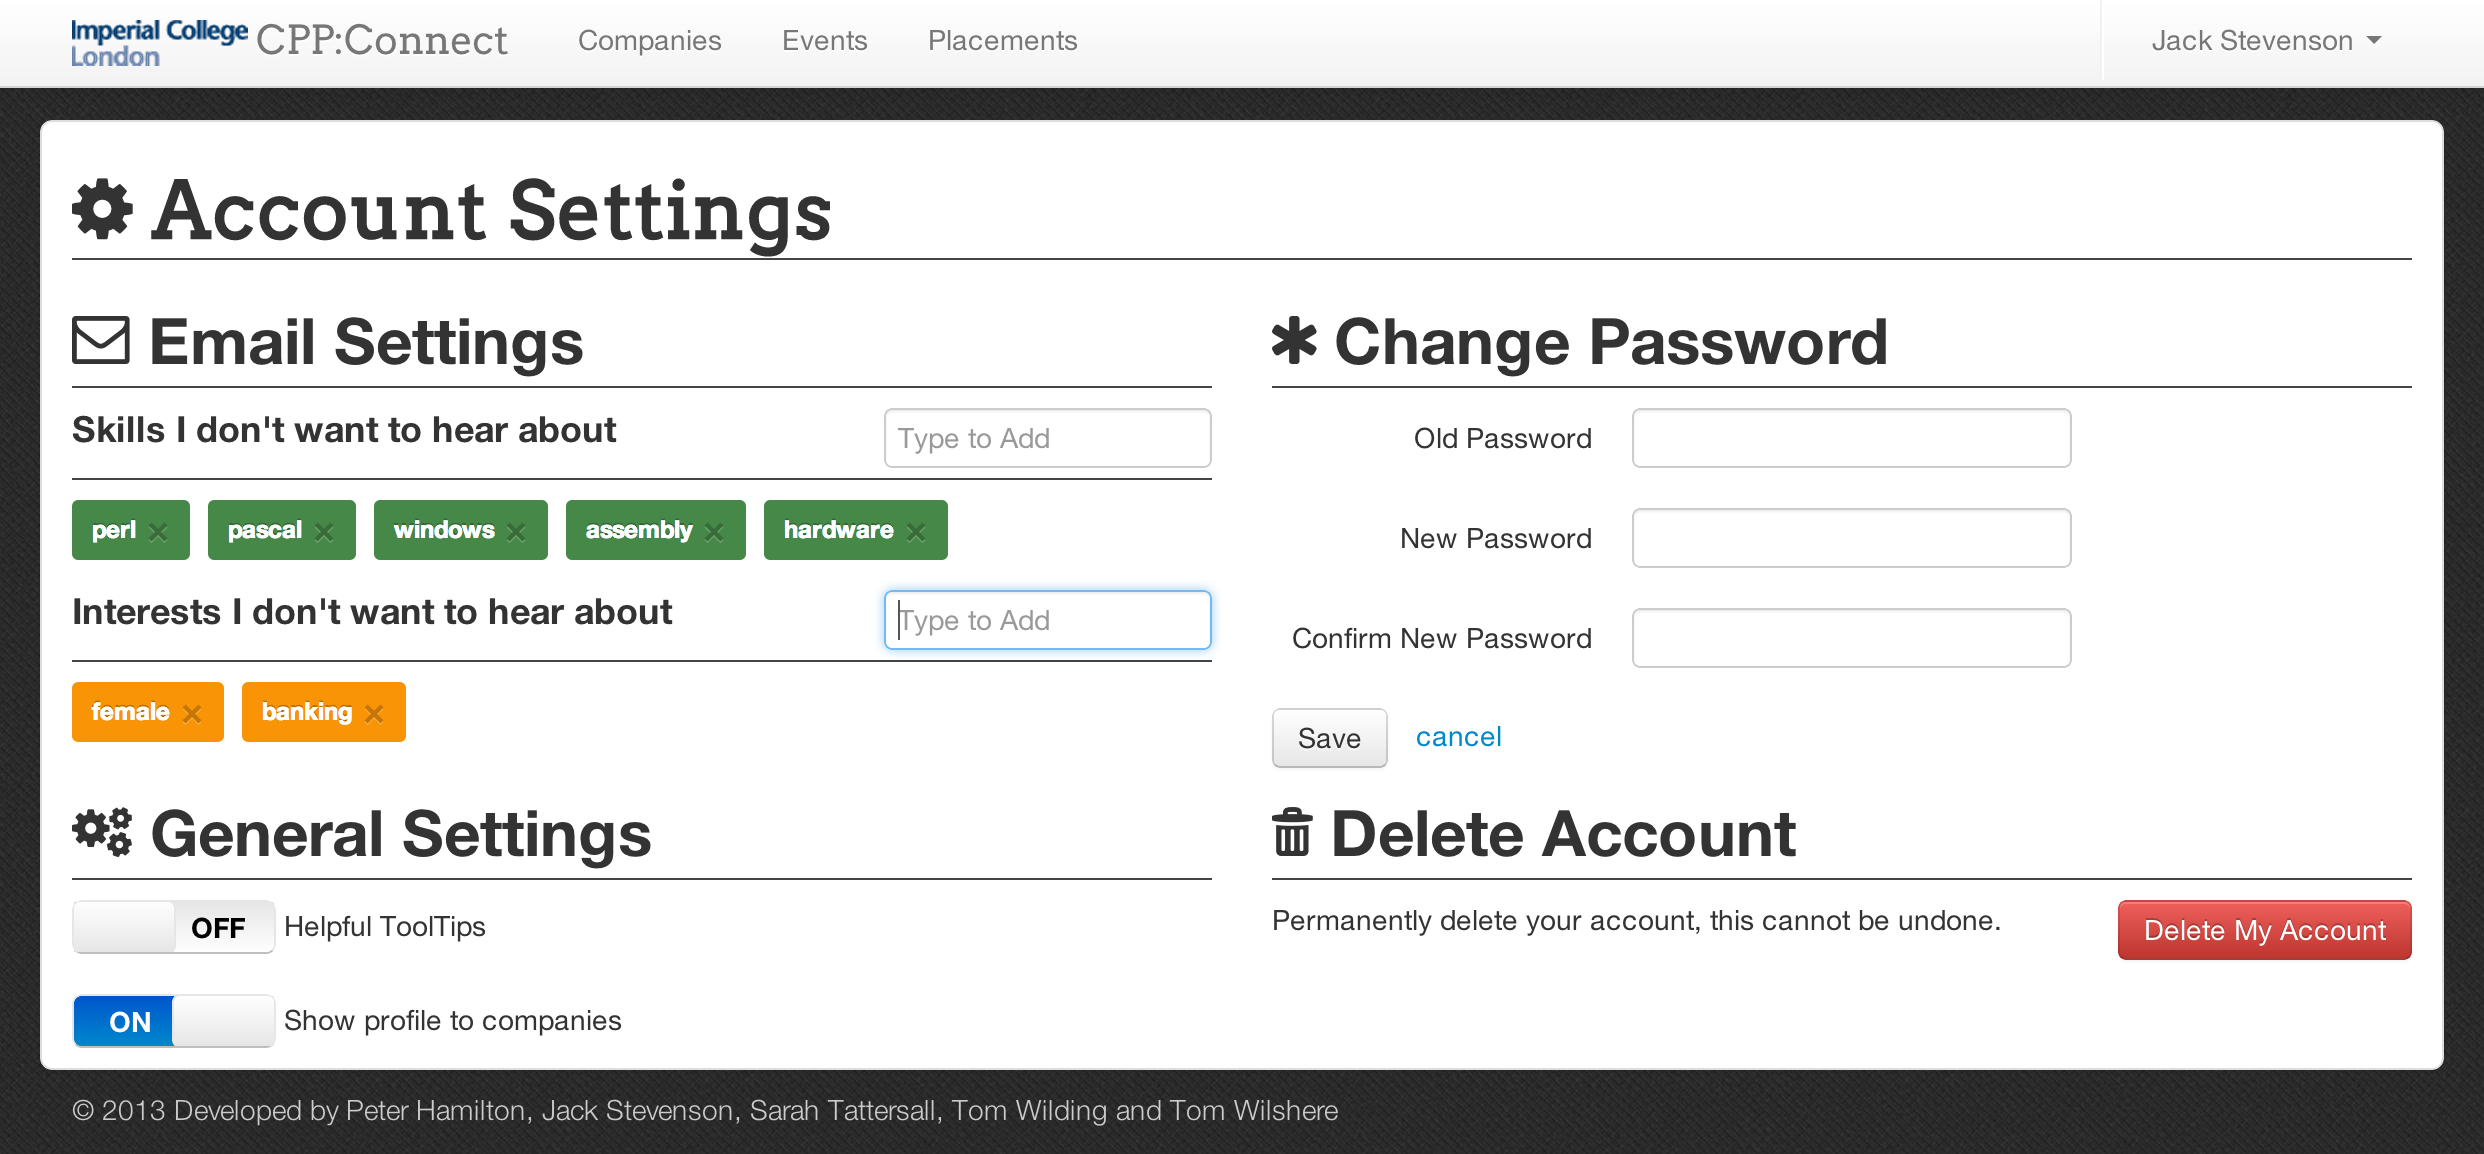 Imperial College
London
CPP:Connect
Companies
Events
Placements
Jack Stevenson
Account Settings
Email Settings
Skills I don't want to hear about
Type to Add
perl
pascal
windows
assembly
hardware
Interests I don't want to hear about
Type to Add
female
banking
Change Password
Old Password
New Password
Confirm New Password
Save
cancel
General Settings
OFF
Helpful ToolTips
ON
Show profile to companies
Delete Account
Permanently delete your account, this cannot be undone.
Delete My Account
© 2013 Developed by Peter Hamilton, Jack Stevenson, Sarah Tattersall, Tom Wilding and Tom Wilshere